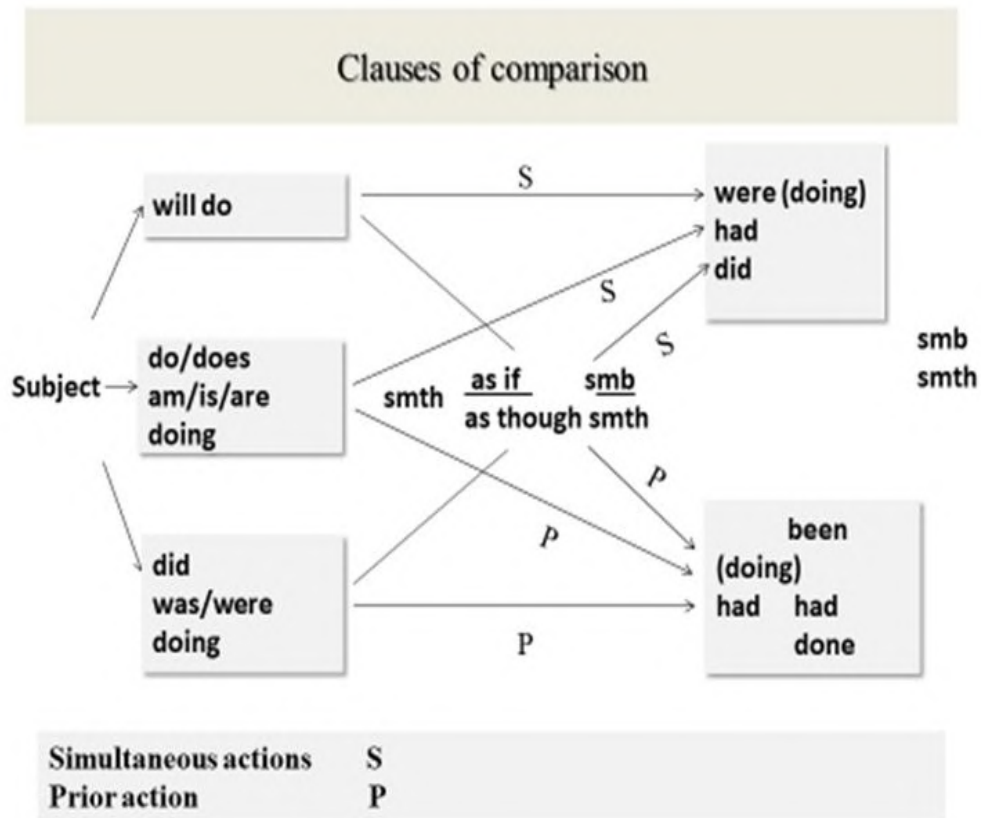 Clauses of comparison
S
will do
were (doing)
had
did
S
S
do/does
am/is/are
doing
Subject
smth
as if
smb
as though smth
smb
smth
P
P
did
was/were
doing
been
(doing)
had had
done
P
Simultaneous actions S
Prior action P